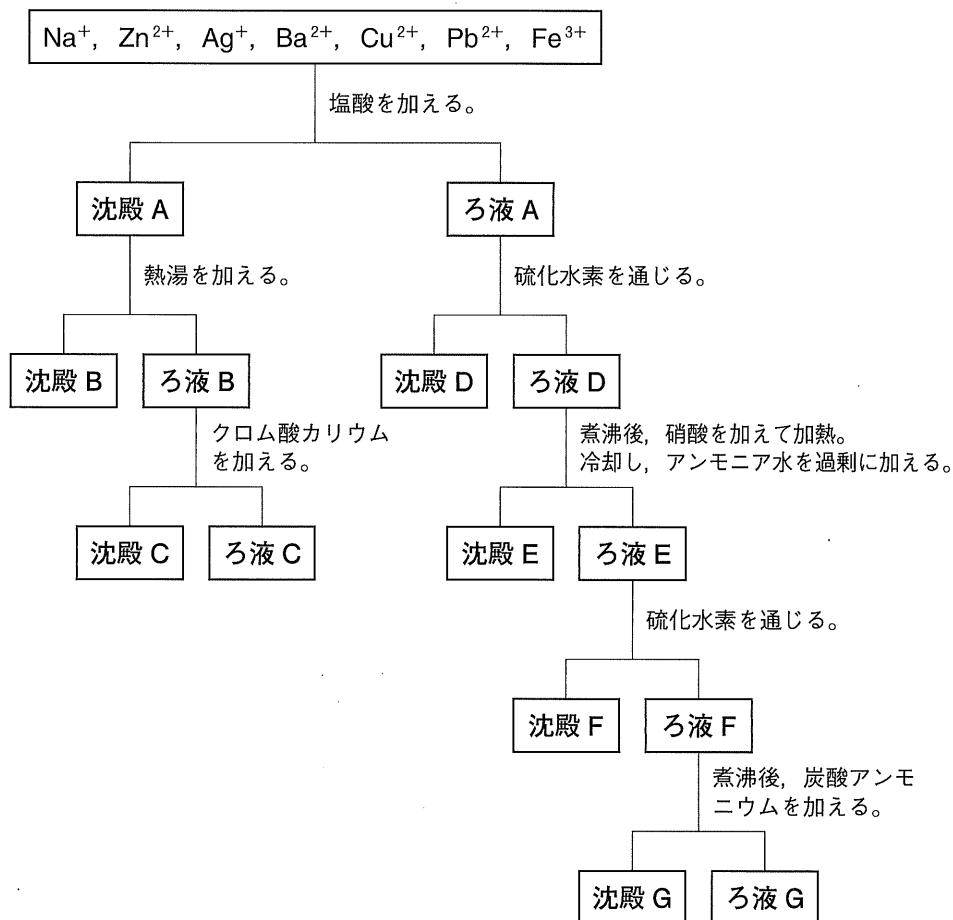 Na⁺, Zn²⁺, Ag⁺, Ba²⁺, Cu²⁺, Pb²⁺, Fe³⁺
塩酸を加える。
沈殿 A
ろ液 A
熱湯を加える。
硫化水素を通じる。
沈殿 B
ろ液 B
沈殿 D
ろ液 D
クロム酸カリウム
を加える。
煮沸後,硝酸を加えて加熱。
冷却し,アンモニア水を過剰に加える。
沈殿 C
ろ液 C
沈殿 E
ろ液 E
硫化水素を通じる。
沈殿 F
ろ液 F
煮沸後,炭酸アンモ
ニウムを加える。
沈殿 G
ろ液 G